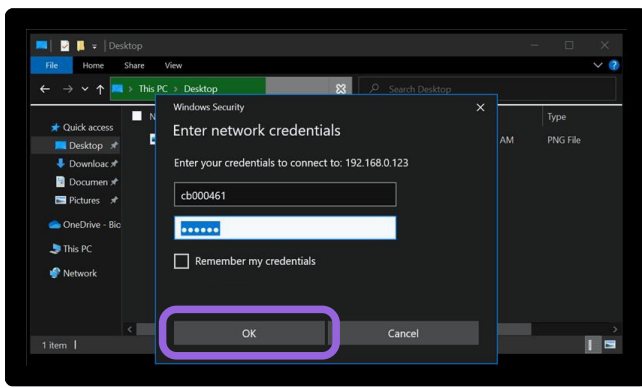 Desktop
File Home Share View
This PC > Desktop
Search Desktop
Windows Security
Enter network credentials
Enter your credentials to connect to: 192.168.0.123
cb000461
••••••
Remember my credentials
OK Cancel
N Type
AM PNG File
Quick access
Desktop
Downloac
Documen
Pictures
OneDrive - Bio
This PC
Network
1 item